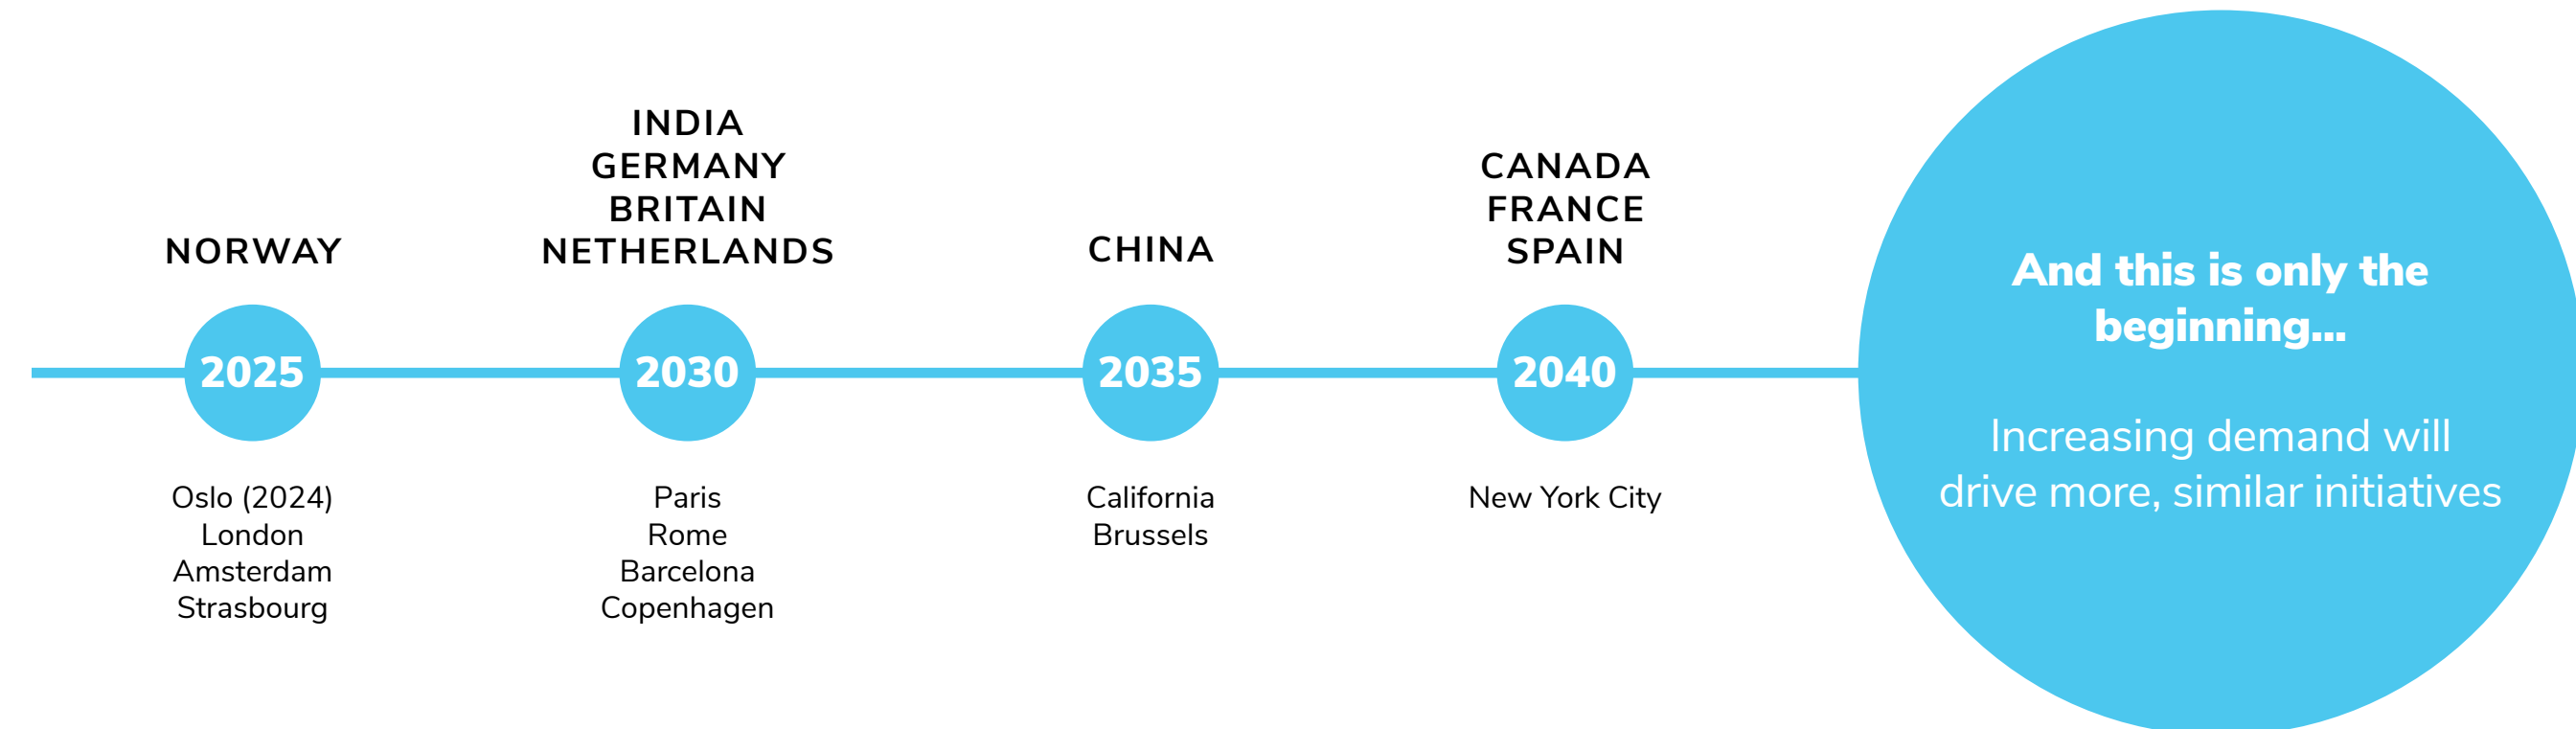 NORWAY
2025
Oslo (2024)
London
Amsterdam
Strasbourg
INDIA
GERMANY
BRITAIN
NETHERLANDS
2030
Paris
Rome
Barcelona
Copenhagen
CHINA
2035
California
Brussels
CANADA
FRANCE
SPAIN
2040
New York City
And this is only the
beginning...
Increasing demand will
drive more, similar initiatives